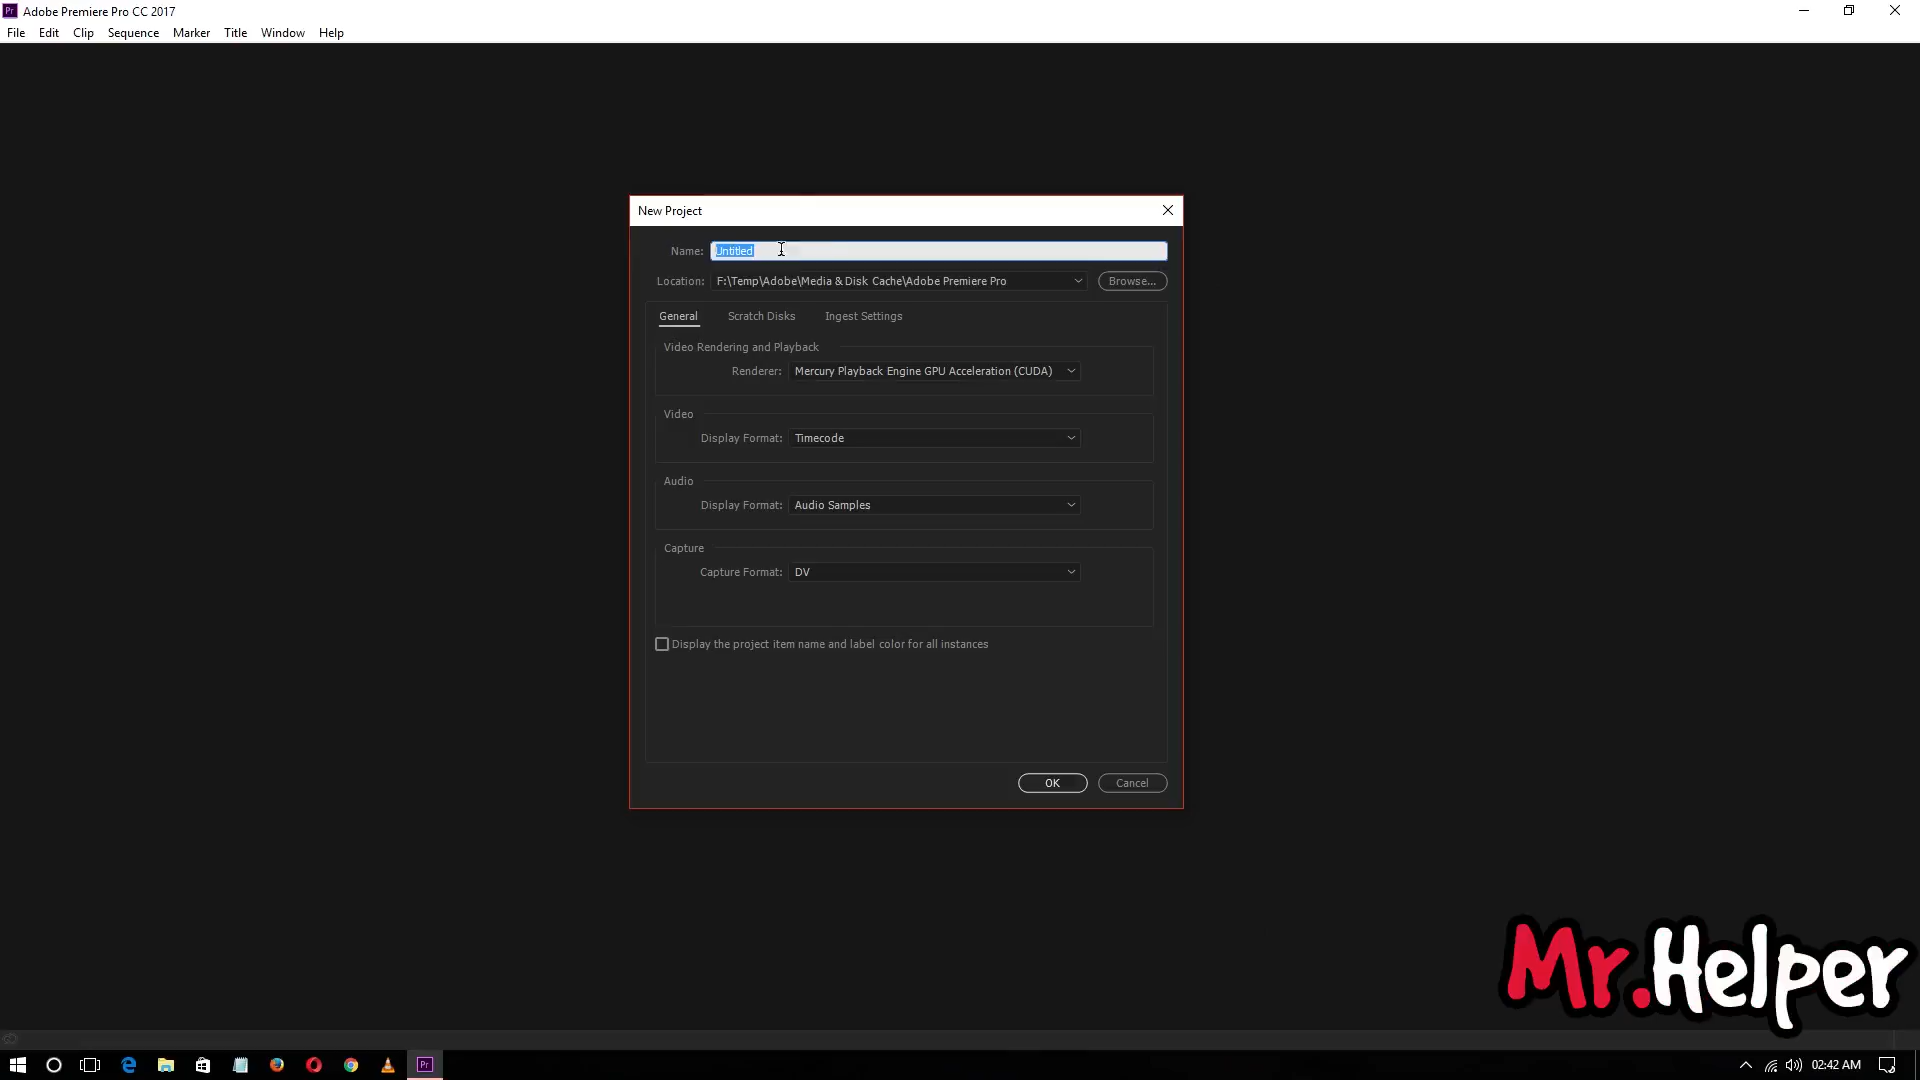 Pr Adobe Premiere Pro CC 2017
File Edit Clip Sequence Marker Title Window Help
New Project
Name: Untitled
Location: F:\Temp\Adobe\Media & Disk Cache\Adobe Premiere Pro Browse...
General Scratch Disks Ingest Settings
Video Rendering and Playback
Renderer: Mercury Playback Engine GPU Acceleration (CUDA)
Video
Display Format: Timecode
Audio
Display Format: Audio Samples
Capture
Capture Format: DV
Display the project item name and label color for all instances
OK Cancel
Mr.Helper
Pr 02:42 AM